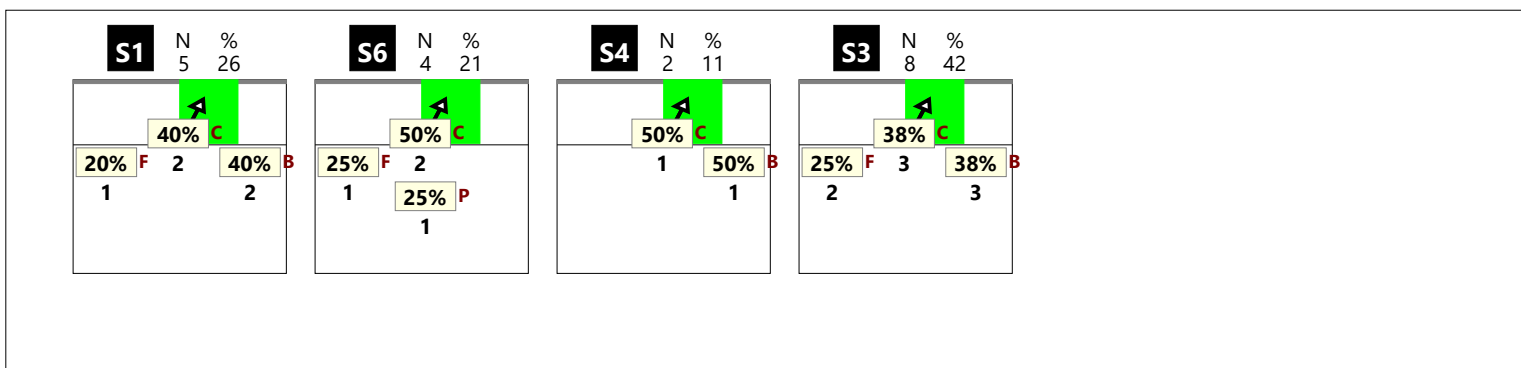 S1 N % S6 N % S4 N % S3 N %
5 26 4 21 2 11 8 42
40% C 50% C 50% C 38% C
20% F 2 40% B 25% F 2 1 50% B 25% F 3 38% B
1 2 1 1 2 3
25% P
1